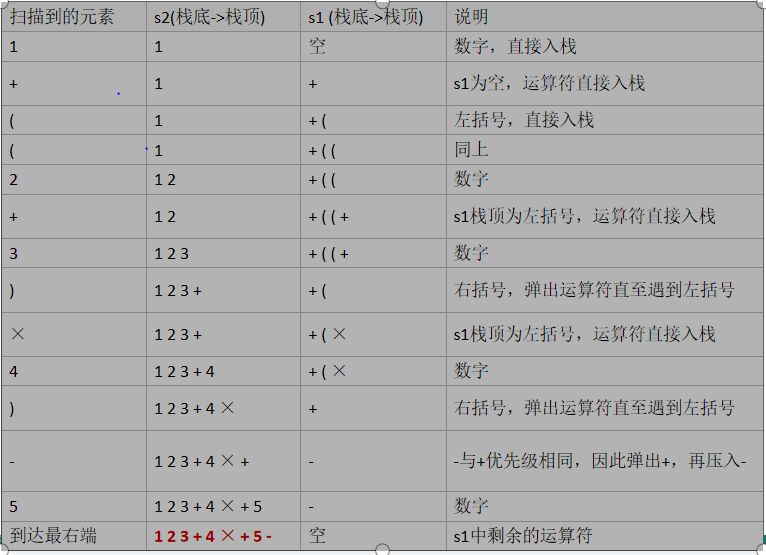 扫描到的元素 s2(栈底->栈顶) s1 (栈底->栈顶) 说明
1 1 空 数字，直接入栈
+ 1 + s1为空，运算符直接入栈
( 1 + ( 左括号，直接入栈
( 1 + ( ( 同上
2 1 2 + ( ( 数字
+ 1 2 + ( ( + s1栈顶为左括号，运算符直接入栈
3 1 2 3 + ( ( + 数字
) 1 2 3 + + ( 右括号，弹出运算符直至遇到左括号
× 1 2 3 + + ( × s1栈顶为左括号，运算符直接入栈
4 1 2 3 + 4 + ( × 数字
) 1 2 3 + 4 × + 右括号，弹出运算符直至遇到左括号
- 1 2 3 + 4 × + - -与+优先级相同，因此弹出+，再压入-
5 1 2 3 + 4 × + 5 - 数字
到达最右端 1 2 3 + 4 × + 5 - 空 s1中剩余的运算符